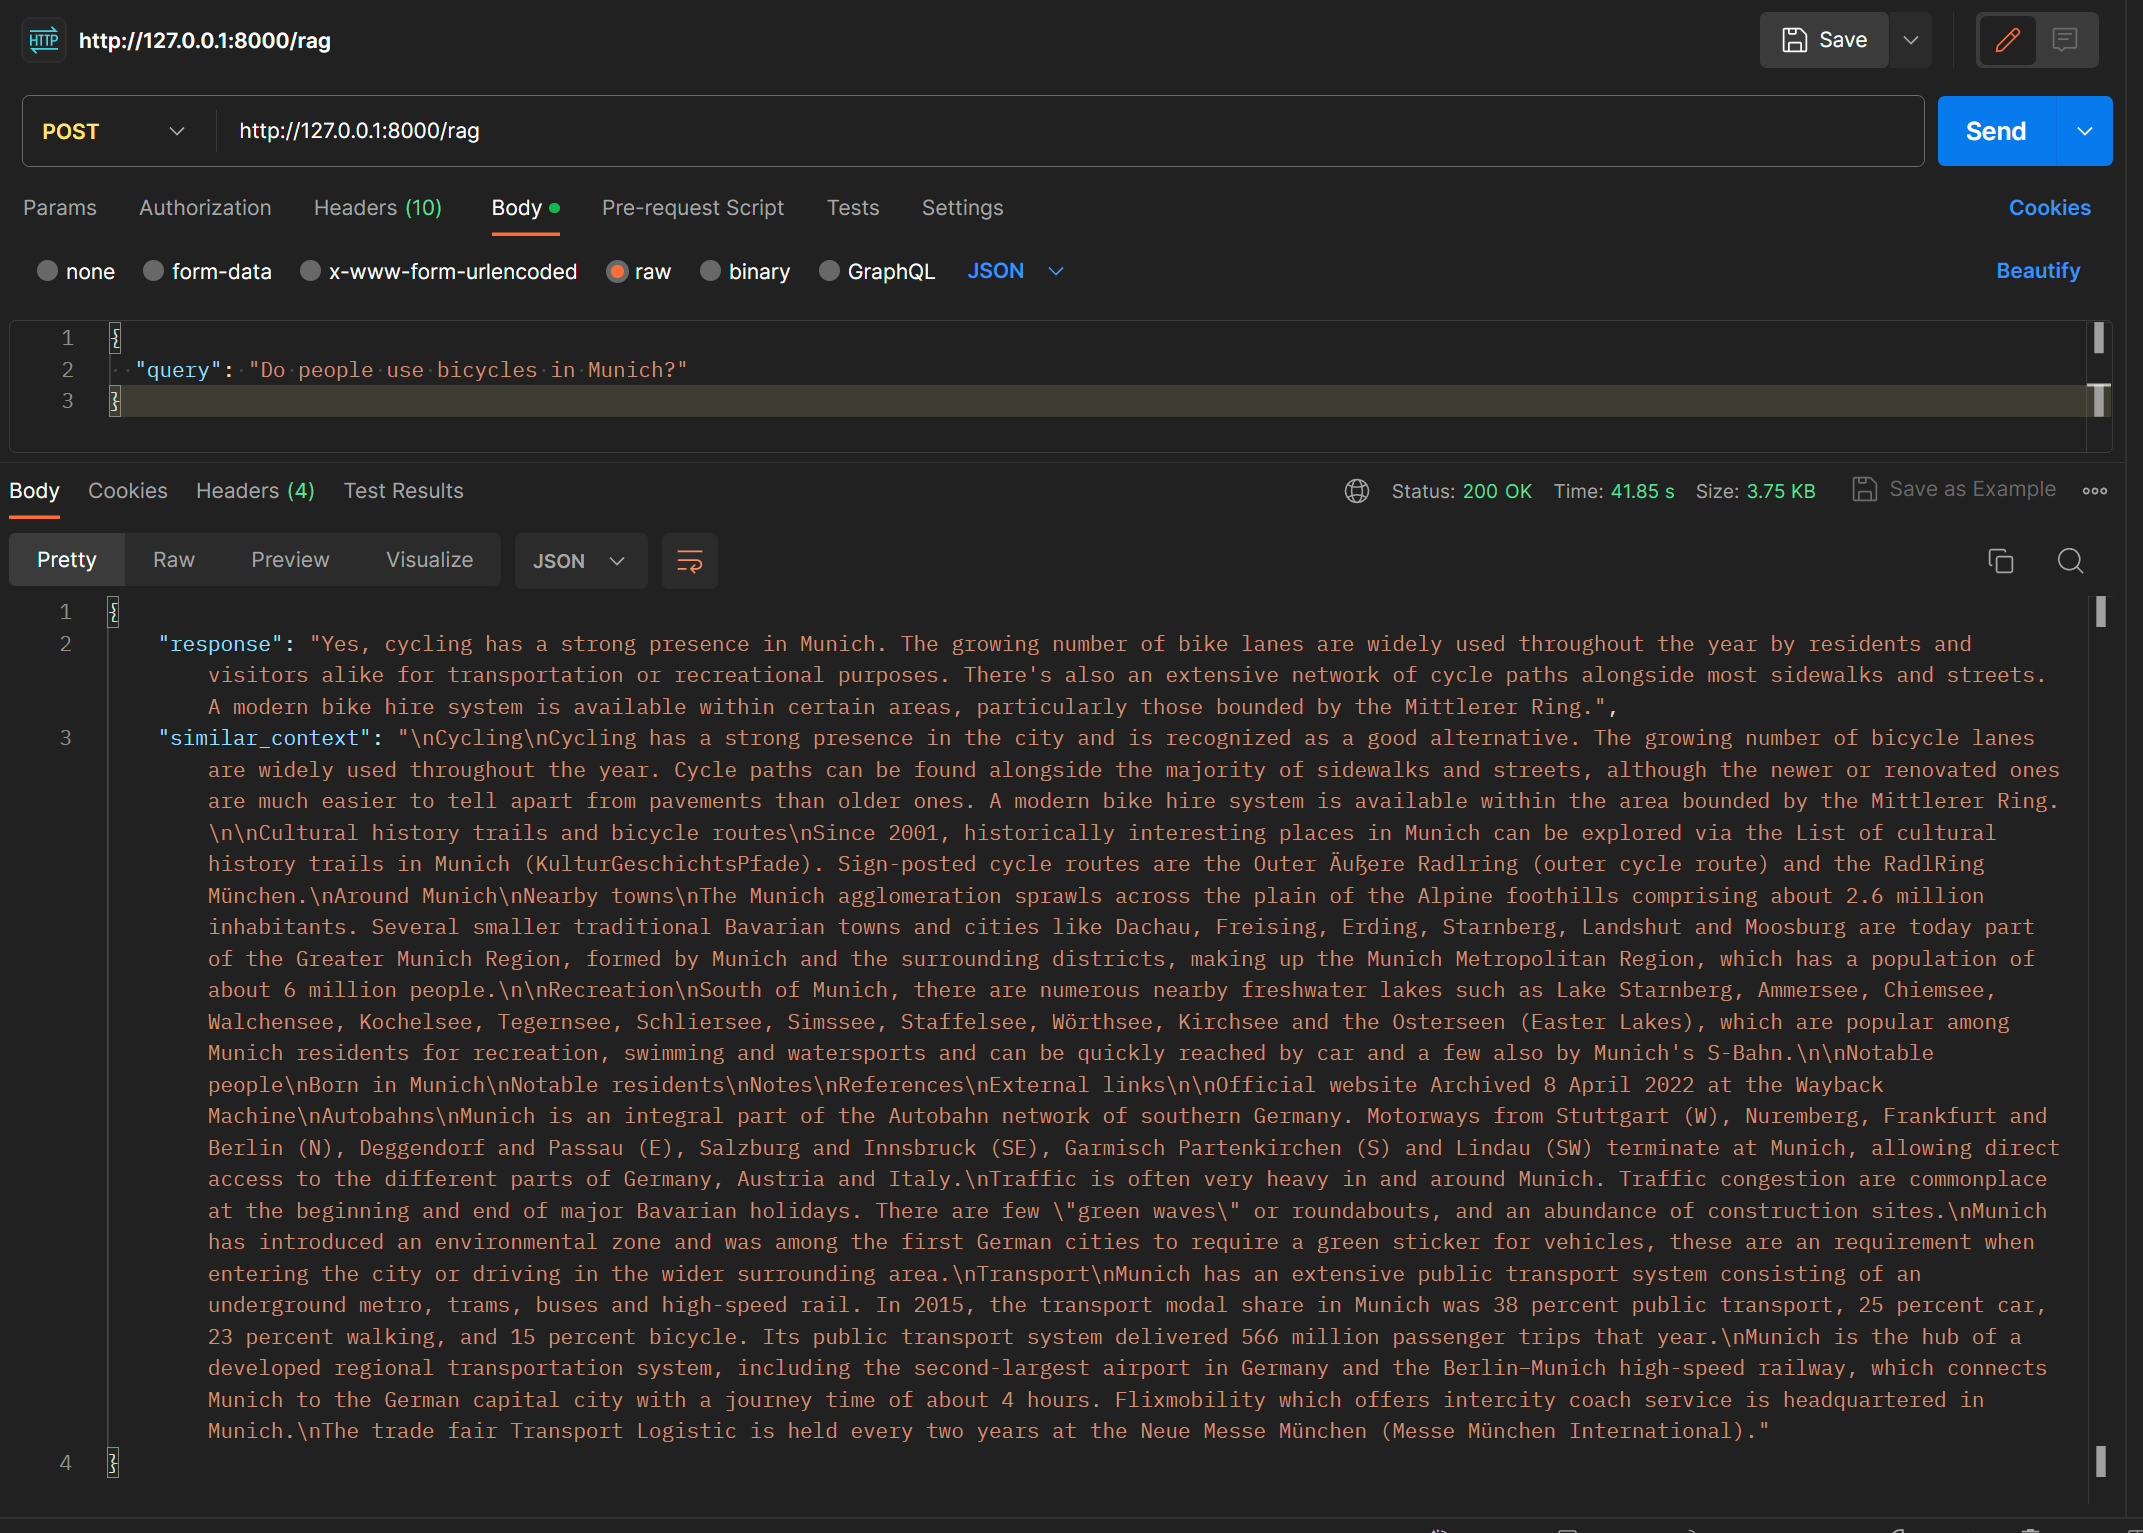 HTTP http://127.0.0.1:8000/rag Save
POST http://127.0.0.1:8000/rag Send
Params Authorization Headers (10) Body Pre-request Script Tests Settings Cookies
none form-data x-www-form-urlencoded raw binary GraphQL JSON Beautify
1 {
2 "query": "Do people use bicycles in Munich?"
3 }
Body Cookies Headers (4) Test Results Status: 200 OK Time: 41.85 s Size: 3.75 KB Save as Example
Pretty Raw Preview Visualize JSON
1 {
2 "response": "Yes, cycling has a strong presence in Munich. The growing number of bike lanes are widely used throughout the year by residents and
visitors alike for transportation or recreational purposes. There's also an extensive network of cycle paths alongside most sidewalks and streets.
A modern bike hire system is available within certain areas, particularly those bounded by the Mittlerer Ring.",
3 "similar_context": "\nCycling\nCycling has a strong presence in the city and is recognized as a good alternative. The growing number of bicycle lanes
are widely used throughout the year. Cycle paths can be found alongside the majority of sidewalks and streets, although the newer or renovated ones
are much easier to tell apart from pavements than older ones. A modern bike hire system is available within the area bounded by the Mittlerer Ring.
\n\nCultural history trails and bicycle routes\nSince 2001, historically interesting places in Munich can be explored via the List of cultural
history trails in Munich (KulturGeschichtsPfade). Sign-posted cycle routes are the Outer Äußere Radlring (outer cycle route) and the RadlRing
München.\nAround Munich\nNearby towns\nThe Munich agglomeration sprawls across the plain of the Alpine foothills comprising about 2.6 million
inhabitants. Several smaller traditional Bavarian towns and cities like Dachau, Freising, Erding, Starnberg, Landshut and Moosburg are today part
of the Greater Munich Region, formed by Munich and the surrounding districts, making up the Munich Metropolitan Region, which has a population of
about 6 million people.\n\nRecreation\nSouth of Munich, there are numerous nearby freshwater lakes such as Lake Starnberg, Ammersee, Chiemsee,
Walchensee, Kochelsee, Tegernsee, Schliersee, Simssee, Staffelsee, Wörthsee, Kirchsee and the Osterseen (Easter Lakes), which are popular among
Munich residents for recreation, swimming and watersports and can be quickly reached by car and a few also by Munich's S-Bahn.\n\nNotable
people\nBorn in Munich\nNotable residents\nNotes\nReferences\nExternal links\n\nOfficial website Archived 8 April 2022 at the Wayback
Machine\nAutobahns\nMunich is an integral part of the Autobahn network of southern Germany. Motorways from Stuttgart (W), Nuremberg, Frankfurt and
Berlin (N), Deggendorf and Passau (E), Salzburg and Innsbruck (SE), Garmisch Partenkirchen (S) and Lindau (SW) terminate at Munich, allowing direct
access to the different parts of Germany, Austria and Italy.\nTraffic is often very heavy in and around Munich. Traffic congestion are commonplace
at the beginning and end of major Bavarian holidays. There are few \"green waves\" or roundabouts, and an abundance of construction sites.\nMunich
has introduced an environmental zone and was among the first German cities to require a green sticker for vehicles, these are an requirement when
entering the city or driving in the wider surrounding area.\nTransport\nMunich has an extensive public transport system consisting of an
underground metro, trams, buses and high-speed rail. In 2015, the transport modal share in Munich was 38 percent public transport, 25 percent car,
23 percent walking, and 15 percent bicycle. Its public transport system delivered 566 million passenger trips that year.\nMunich is the hub of a
developed regional transportation system, including the second-largest airport in Germany and the Berlin–Munich high-speed railway, which connects
Munich to the German capital city with a journey time of about 4 hours. Flixmobility which offers intercity coach service is headquartered in
Munich.\nThe trade fair Transport Logistic is held every two years at the Neue Messe München (Messe München International)."
4 }